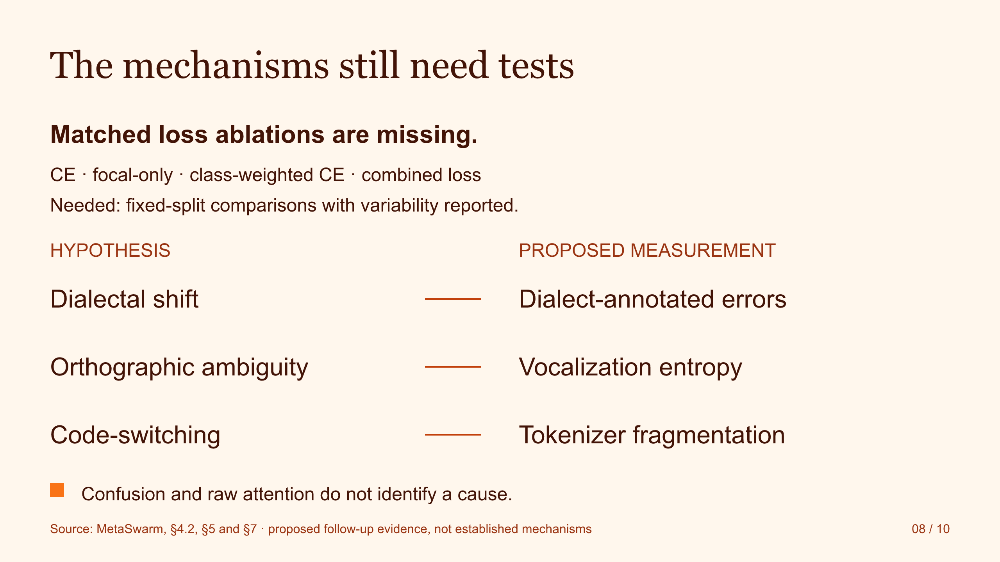 The mechanisms still need tests
Matched loss ablations are missing.
CE · focal-only · class-weighted CE · combined loss
Needed: fixed-split comparisons with variability reported.
HYPOTHESIS PROPOSED MEASUREMENT
Dialectal shift — Dialect-annotated errors
Orthographic ambiguity — Vocalization entropy
Code-switching — Tokenizer fragmentation
Confusion and raw attention do not identify a cause.
Source: MetaSwarm, §4.2, §5 and §7 · proposed follow-up evidence, not established mechanisms 08 / 10